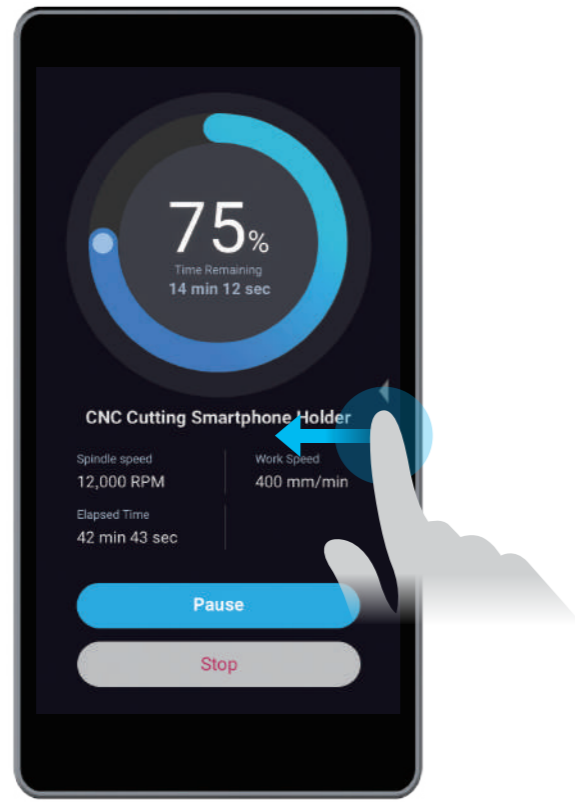 75%
Time Remaining
14 min 12 sec
CNC Cutting Smartphone Holder
Spindle speed
12,000 RPM
Work Speed
400 mm/min
Elapsed Time
42 min 43 sec
Pause
Stop